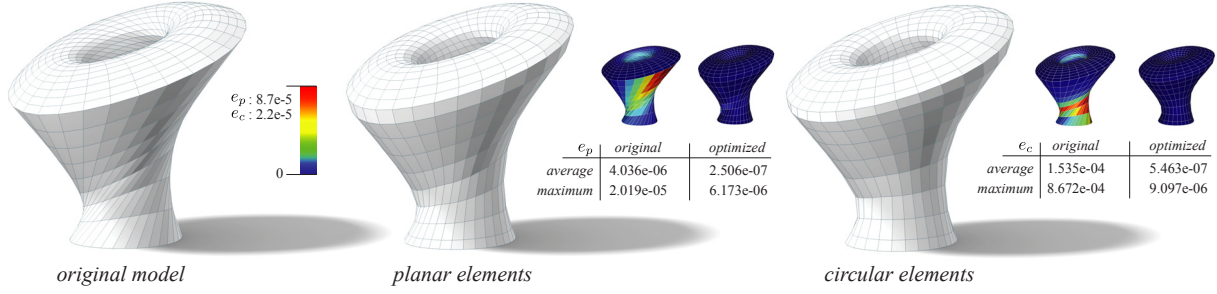 e_p : 8.7e-5
e_c : 2.2e-5
0
e_p original optimized
average 4.036e-06 2.506e-07
maximum 2.019e-05 6.173e-06
e_c original optimized
average 1.535e-04 5.463e-07
maximum 8.672e-04 9.097e-06
original model
planar elements
circular elements